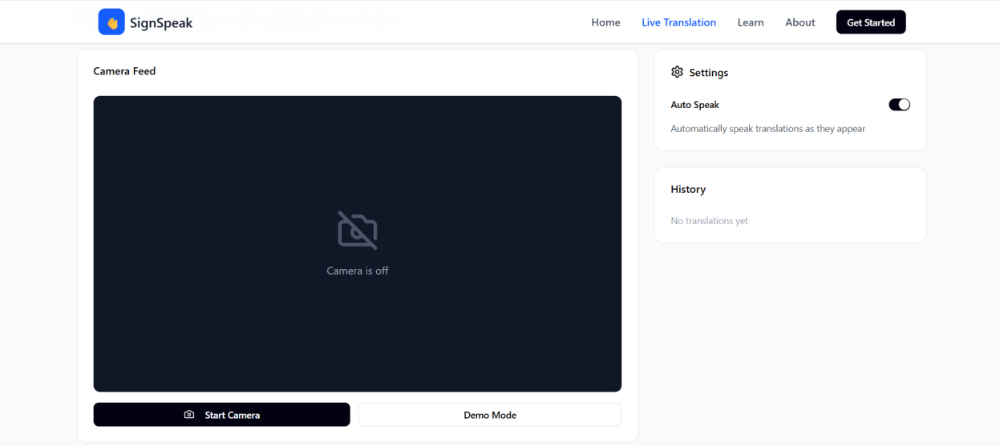 SignSpeak
Home
Live Translation
Learn
About
Get Started
Camera Feed
Camera is off
Start Camera
Demo Mode
Settings
Auto Speak
Automatically speak translations as they appear
History
No translations yet